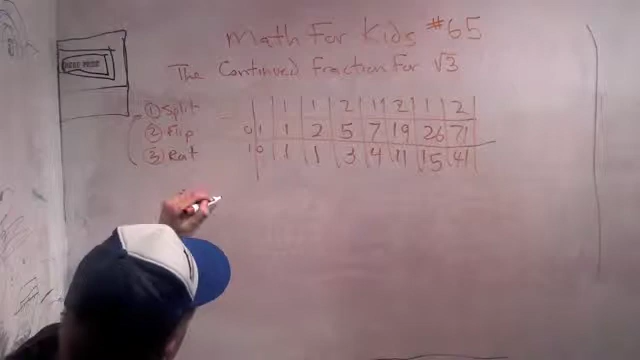 Math For Kids #65
The Continued Fraction For √3
① Split
② Flip
③ Rat
1 1 2 1 2 1 2
0 1 1 2 5 7 19 26 71
1 0 1 1 3 4 11 15 41